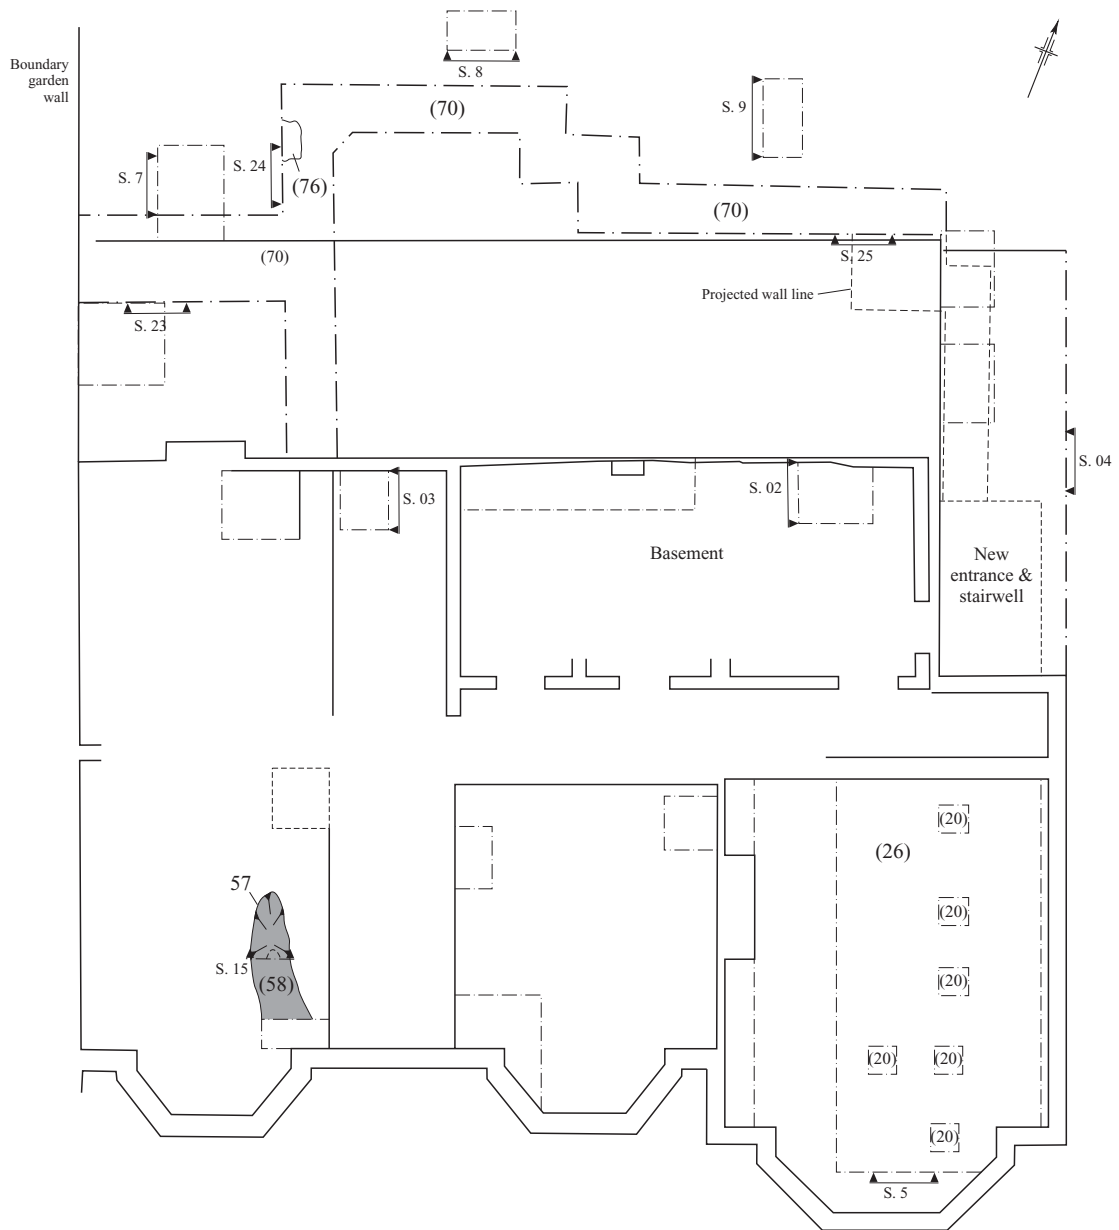 Boundary
garden
wall
S. 8
(70)
S. 9
S. 7
S. 24
(76)
(70)
(70)
S. 25
Projected wall line
S. 23
S. 04
S. 03
S. 02
Basement
New
entrance &
stairwell
(20)
(26)
57
(20)
S. 15
(58)
(20)
(20)
(20)
(20)
S. 5